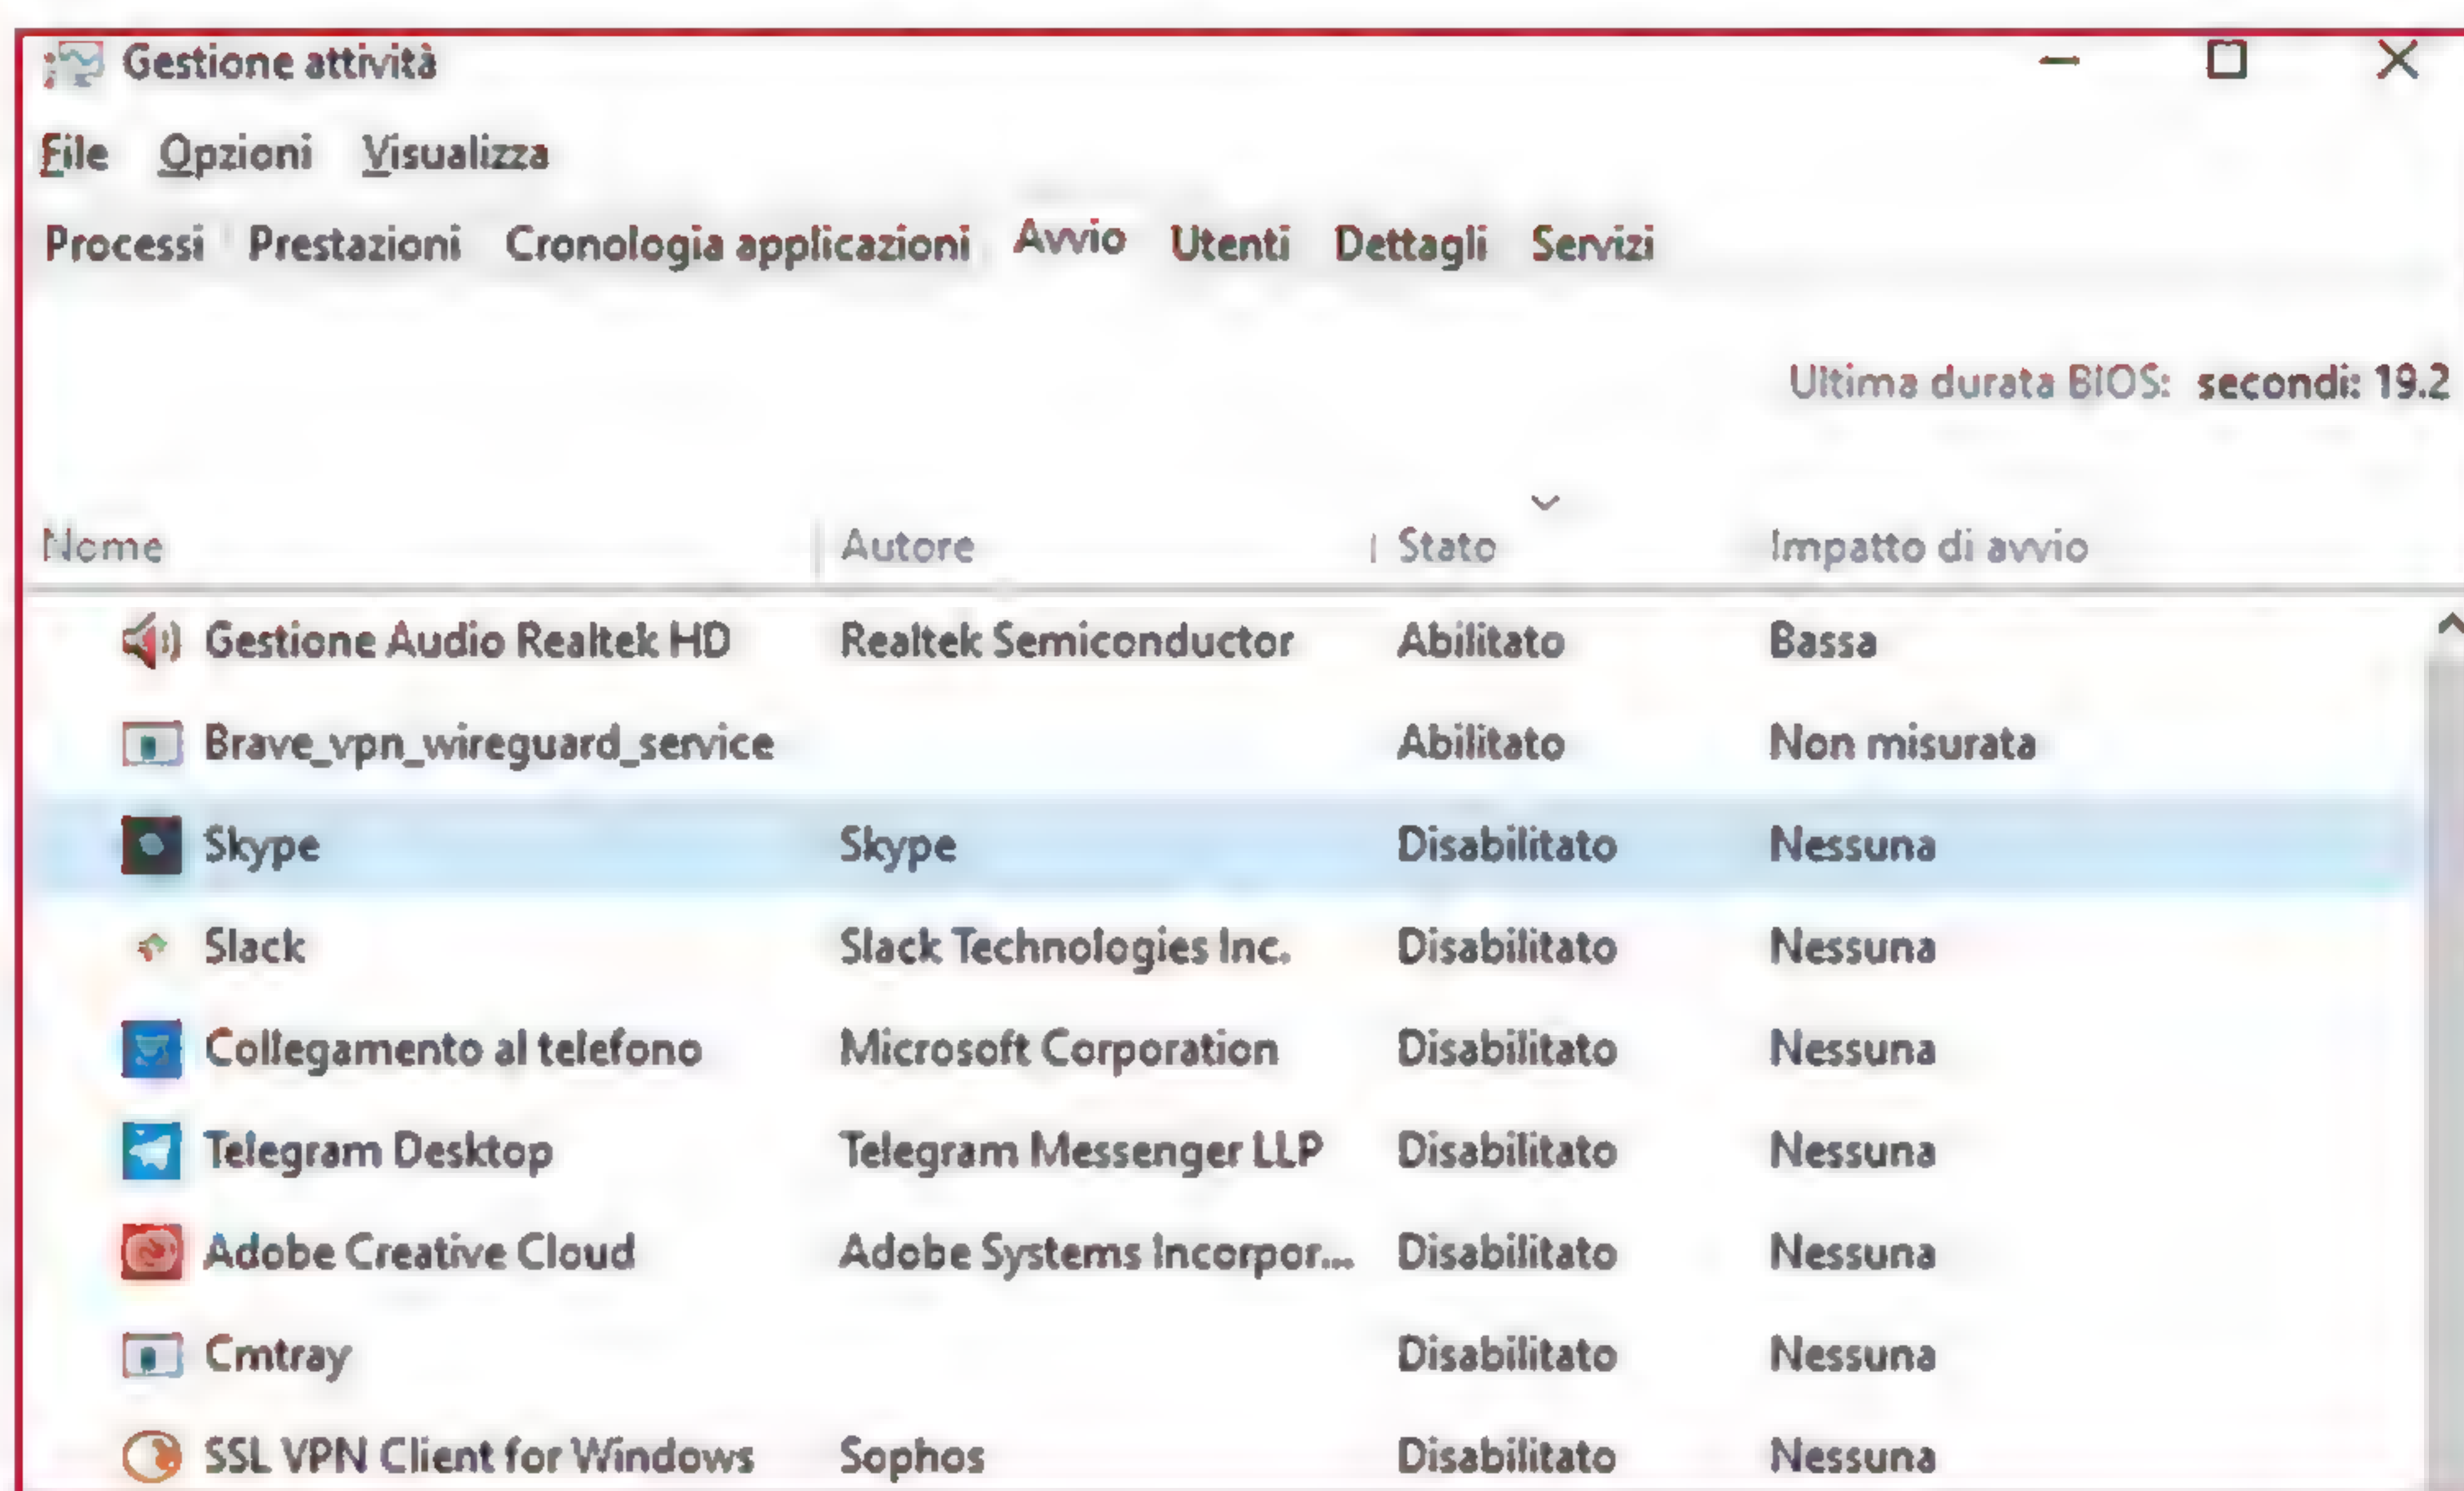 Gestione attività
File Opzioni Visualizza
Processi Prestazioni Cronologia applicazioni Avvio Utenti Dettagli Servizi
Ultima durata BIOS: secondi: 19.2
Nome Autore Stato Impatto di avvio
Gestione Audio Realtek HD Realtek Semiconductor Abilitato Bassa
Brave_vpn_wireguard_service Abilitato Non misurata
Skype Skype Disabilitato Nessuna
Slack Slack Technologies Inc. Disabilitato Nessuna
Collegamento al telefono Microsoft Corporation Disabilitato Nessuna
Telegram Desktop Telegram Messenger LLP Disabilitato Nessuna
Adobe Creative Cloud Adobe Systems Incorpor... Disabilitato Nessuna
Cmtray Disabilitato Nessuna
SSL VPN Client for Windows Sophos Disabilitato Nessuna